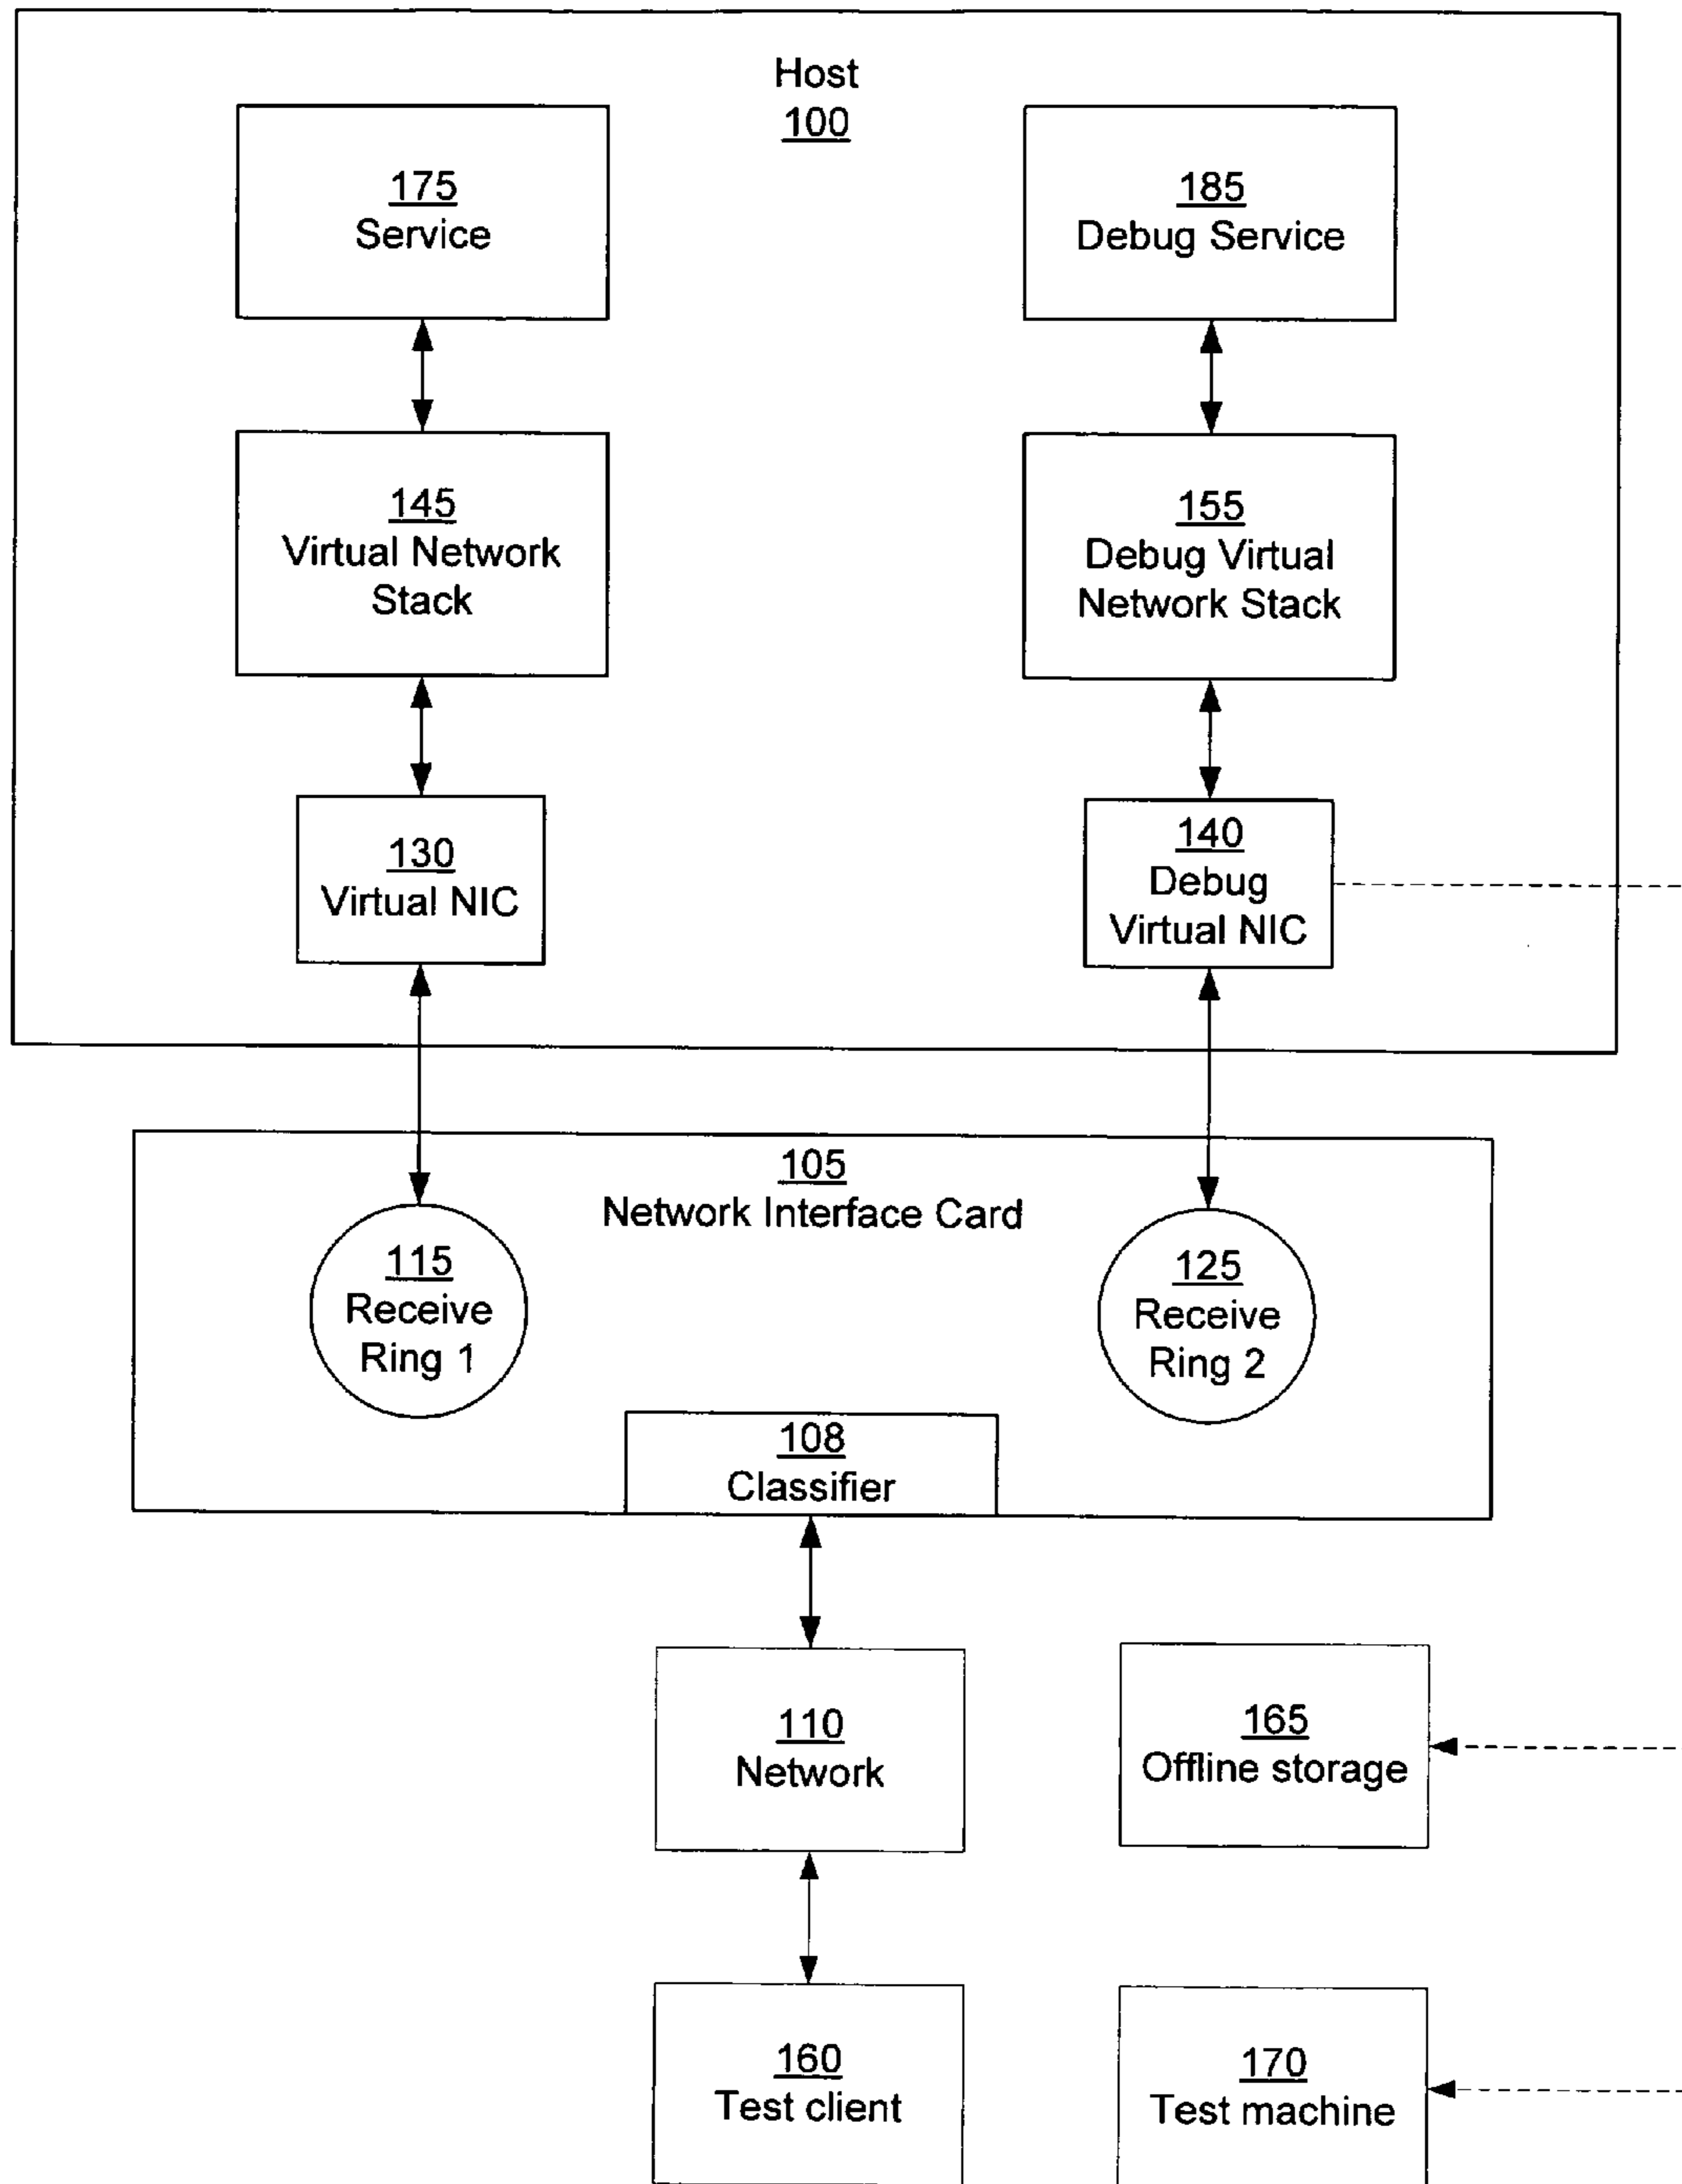 Host
100
175
Service
185
Debug Service
145
Virtual Network
Stack
155
Debug Virtual
Network Stack
130
Virtual NIC
140
Debug
Virtual NIC
105
Network Interface Card
115
Receive
Ring 1
125
Receive
Ring 2
108
Classifier
110
Network
165
Offline storage
160
Test client
170
Test machine